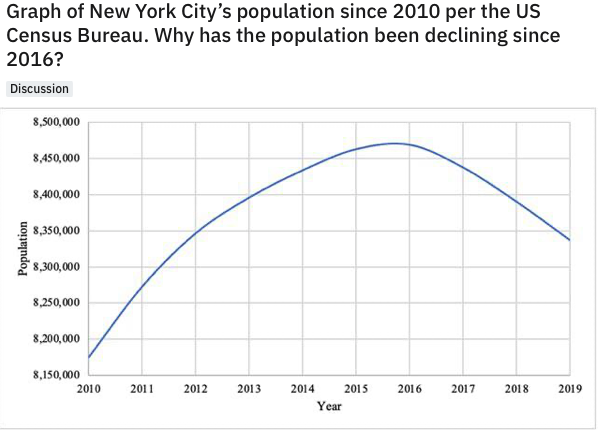 Graph of New York City’s population since 2010 per the US
Census Bureau. Why has the population been declining since
2016?
Discussion
8,500,000
8,450,000
8,400,000
8,350,000
8,300,000
8,250,000
8,200,000
8,150,000
Population
2010 2011 2012 2013 2014 2015 2016 2017 2018 2019
Year